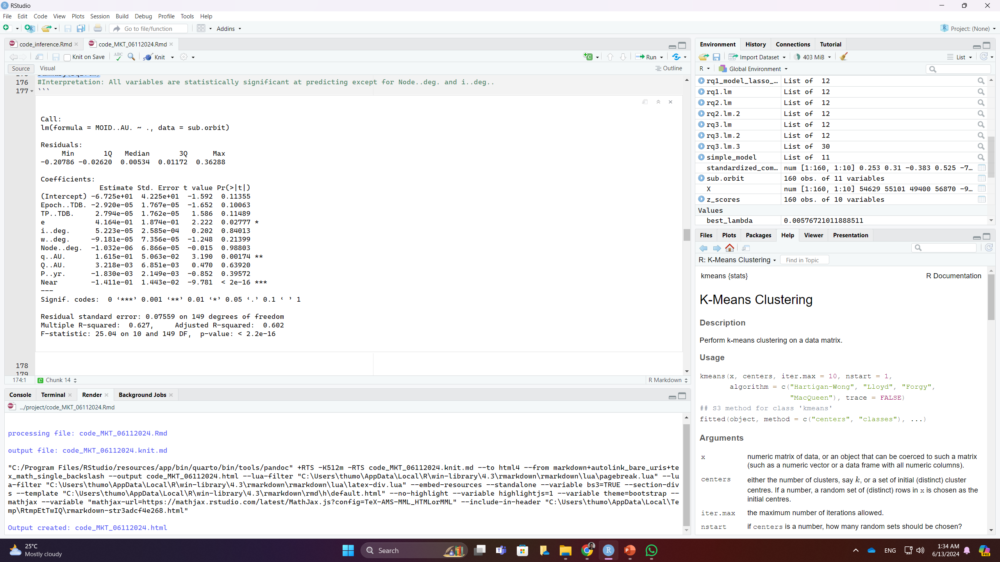 RStudio
File Edit Code View Plots Session Build Debug Profile Tools Help
Go to file/function Addins Project: (None)
code_inference.Rmd code_MKT_06112024.Rmd
Knit on Save ABC Knit Run
Source Visual Outline
176 #Interpretation: All variables are statistically significant at predicting except for Node..deg. and i..deg..
177 ```
Call:
lm(formula = MOID..AU. ~ ., data = sub.orbit)
Residuals:
Min 1Q Median 3Q Max
-0.20786 -0.02620 0.00534 0.01172 0.36288
Coefficients:
Estimate Std. Error t value Pr(>|t|)
(Intercept) -6.725e+01 4.225e+01 -1.592 0.11355
Epoch..TDB. -2.920e-05 1.767e-05 -1.652 0.10063
TP..TDB. 2.794e-05 1.762e-05 1.586 0.11489
e 4.164e-01 1.874e-01 2.222 0.02777 *
i..deg. 5.223e-05 2.585e-04 0.202 0.84013
w..deg. -9.181e-05 7.356e-05 -1.248 0.21399
Node..deg. -1.032e-06 6.866e-05 -0.015 0.98803
q..AU. 1.615e-01 5.063e-02 3.190 0.00174 **
Q..AU. 3.218e-03 6.851e-03 0.470 0.63920
P..yr. -1.830e-03 2.149e-03 -0.852 0.39572
Near -1.411e-01 1.443e-02 -9.781 < 2e-16 ***
---
Signif. codes: 0 ‘***’ 0.001 ‘**’ 0.01 ‘*’ 0.05 ‘.’ 0.1 ‘ ’ 1
Residual standard error: 0.07559 on 149 degrees of freedom
Multiple R-squared: 0.627, Adjusted R-squared: 0.602
F-statistic: 25.04 on 10 and 149 DF, p-value: < 2.2e-16
178
179
174:1 C Chunk 14 R Markdown
Console Terminal Render Background Jobs
.../project/code_MKT_06112024.Rmd
processing file: code_MKT_06112024.Rmd
output file: code_MKT_06112024.knit.md
"C:/Program Files/RStudio/resources/app/bin/quarto/bin/tools/pandoc" +RTS -K512m -RTS code_MKT_06112024.knit.md --to html4 --from markdown+autolink_bare_uris+te
x_math_single_backslash --output code_MKT_06112024.html --lua-filter "C:\Users\thumo\AppData\Local\R\win-library\4.3\rmarkdown\rmarkdown\lua\pagebreak.lua" --lu
a-filter "C:\Users\thumo\AppData\Local\R\win-library\4.3\rmarkdown\rmarkdown\lua\latex-div.lua" --embed-resources --standalone --variable bs3=TRUE --section-div
s --template "C:\Users\thumo\AppData\Local\R\win-library\4.3\rmarkdown\rmd\h\default.html" --no-highlight --variable highlightjs=1 --variable theme=bootstrap --
mathjax --variable "mathjax-url=https://mathjax.rstudio.com/latest/MathJax.js?config=TeX-AMS-MML_HTMLorMML" --include-in-header "C:\Users\thumo\AppData\Local\Te
mp\RtmpEtTwIQ\rmarkdown-str3adcf4e268.html"
Output created: code_MKT_06112024.html
Environment History Connections Tutorial
Import Dataset 403 MiB List
R Global Environment
rq1_model_lasso_... List of 12
rq1.lm List of 12
rq2.lm List of 12
rq2.lm.2 List of 12
rq3.lm List of 12
rq3.lm.2 List of 12
rq3.lm.3 List of 30
simple_model List of 11
standardized_com... num [1:160, 1:10] 0.253 0.31 -0.383 0.525 -7...
sub.orbit 160 obs. of 11 variables
X num [1:160, 1:10] 54629 55101 49400 56870 -9...
z_scores 160 obs. of 10 variables
Values
best_lambda 0.00576721011888511
Files Plots Packages Help Viewer Presentation
R: K-Means Clustering Find in Topic
kmeans {stats} R Documentation
K-Means Clustering
Description
Perform k-means clustering on a data matrix.
Usage
kmeans(x, centers, iter.max = 10, nstart = 1,
algorithm = c("Hartigan-Wong", "Lloyd", "Forgy",
"MacQueen"), trace = FALSE)
## S3 method for class 'kmeans'
fitted(object, method = c("centers", "classes"), ...)
Arguments
x numeric matrix of data, or an object that can be coerced to such a matrix
(such as a numeric vector or a data frame with all numeric columns).
centers either the number of clusters, say k, or a set of initial (distinct) cluster
centres. If a number, a random set of (distinct) rows in x is chosen as the
initial centres.
iter.max the maximum number of iterations allowed.
nstart if centers is a number, how many random sets should be chosen?
25°C
Mostly cloudy
Search
ENG
1:34 AM
6/13/2024
PRE